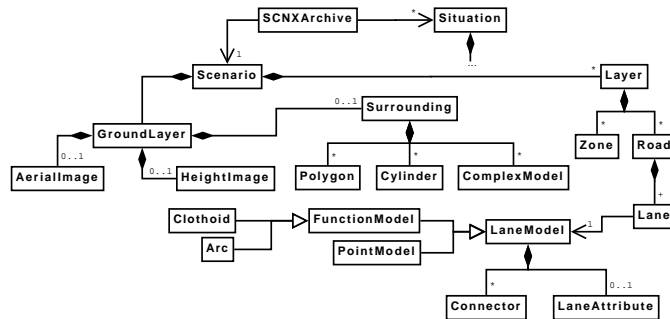 SCNXArchive
*
Situation
...
1
Scenario
*
Layer
0..1
Surrounding
GroundLayer
*
*
Zone
Road
0..1
AerialImage
0..1
HeightImage
*
*
*
Polygon
Cylinder
ComplexModel
+
Lane
Clothoid
FunctionModel
1
LaneModel
Arc
PointModel
*
0..1
Connector
LaneAttribute